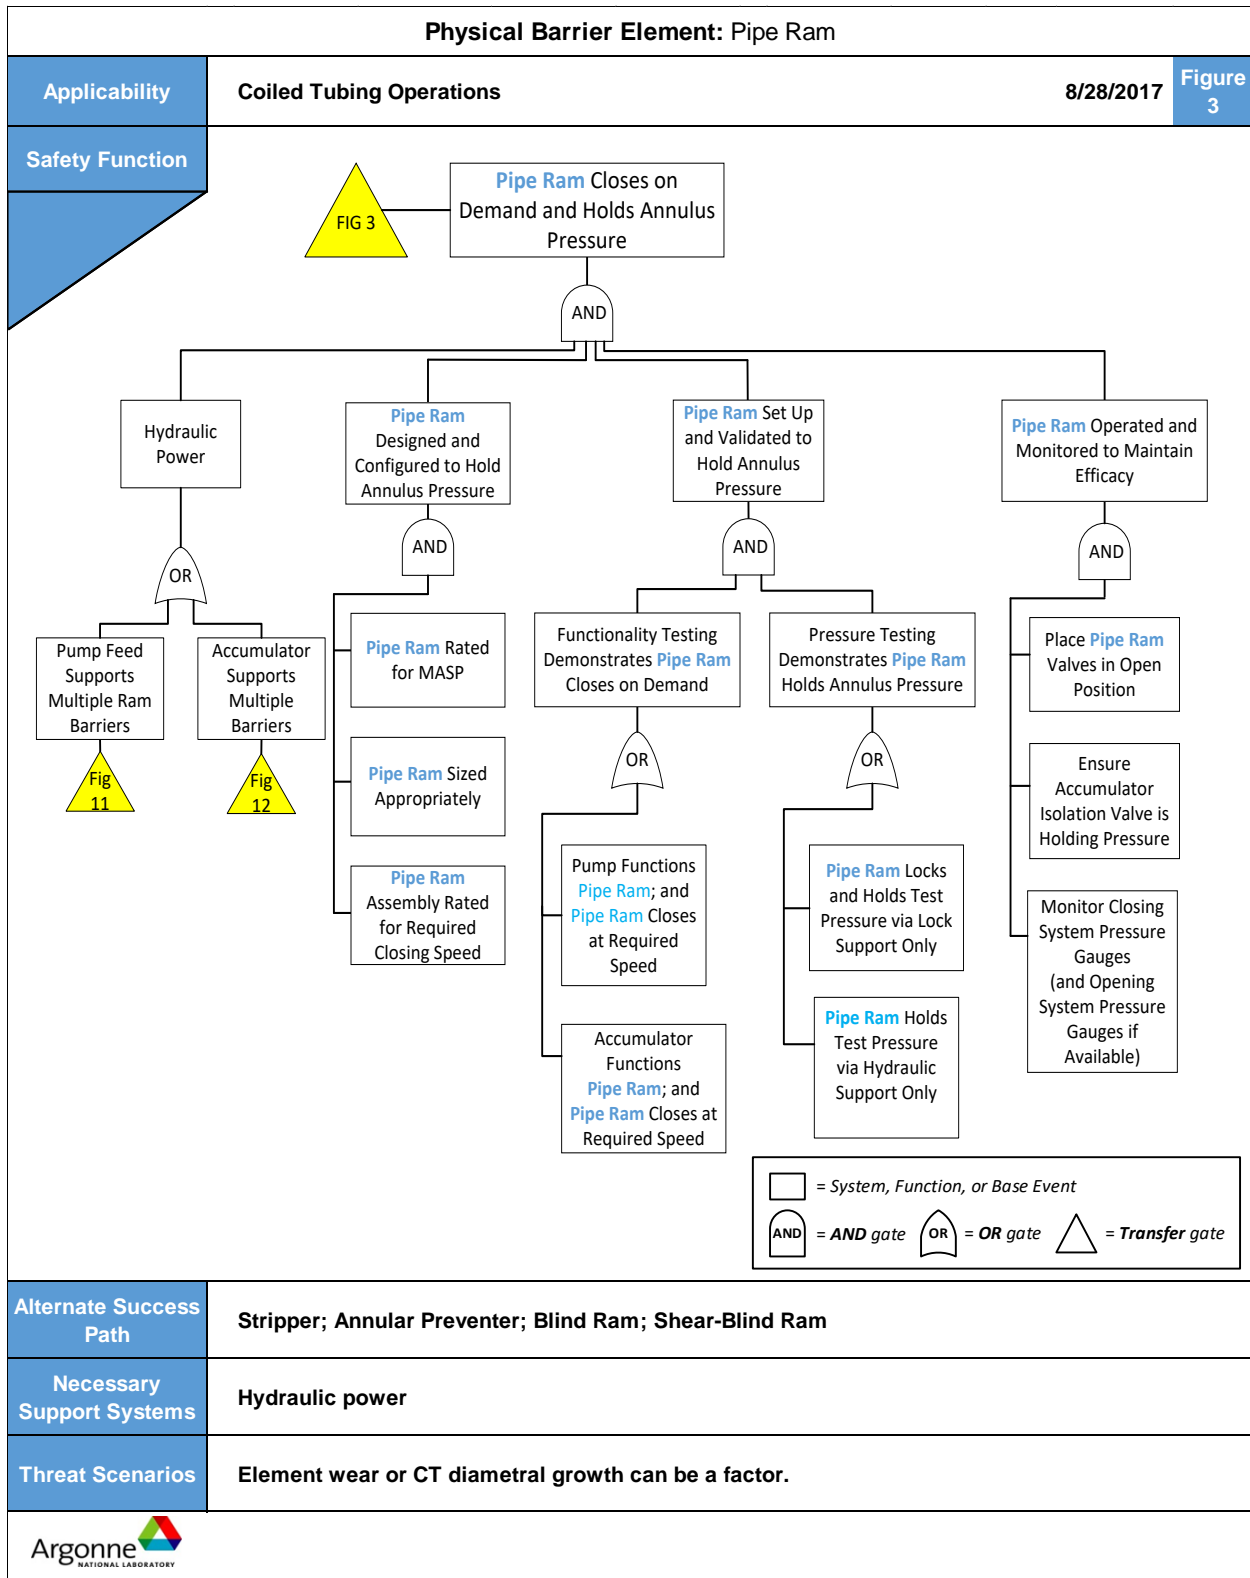 Physical Barrier Element: Pipe Ram
Applicability
Coiled Tubing Operations
8/28/2017
Figure
3
Safety Function
FIG 3
Pipe Ram Closes on
Demand and Holds Annulus
Pressure
AND
Hydraulic
Power
Pipe Ram
Designed and
Configured to Hold
Annulus Pressure
Pipe Ram Set Up
and Validated to
Hold Annulus
Pressure
Pipe Ram Operated and
Monitored to Maintain
Efficacy
OR
AND
AND
AND
Pump Feed
Supports
Multiple Ram
Barriers
Accumulator
Supports
Multiple
Barriers
Fig
11
Fig
12
Pipe Ram Rated
for MASP
Pipe Ram Sized
Appropriately
Pipe Ram
Assembly Rated
for Required
Closing Speed
Functionality Testing
Demonstrates Pipe Ram
Closes on Demand
Pressure Testing
Demonstrates Pipe Ram
Holds Annulus Pressure
OR
OR
Pump Functions
Pipe Ram; and
Pipe Ram Closes
at Required
Speed
Accumulator
Functions
Pipe Ram; and
Pipe Ram Closes at
Required Speed
Pipe Ram Locks
and Holds Test
Pressure via Lock
Support Only
Pipe Ram Holds
Test Pressure
via Hydraulic
Support Only
Place Pipe Ram
Valves in Open
Position
Ensure
Accumulator
Isolation Valve is
Holding Pressure
Monitor Closing
System Pressure
Gauges
(and Opening
System Pressure
Gauges if
Available)
= System, Function, or Base Event
AND = AND gate OR = OR gate = Transfer gate
Alternate Success
Path
Stripper; Annular Preventer; Blind Ram; Shear-Blind Ram
Necessary
Support Systems
Hydraulic power
Threat Scenarios
Element wear or CT diametral growth can be a factor.
Argonne
NATIONAL LABORATORY